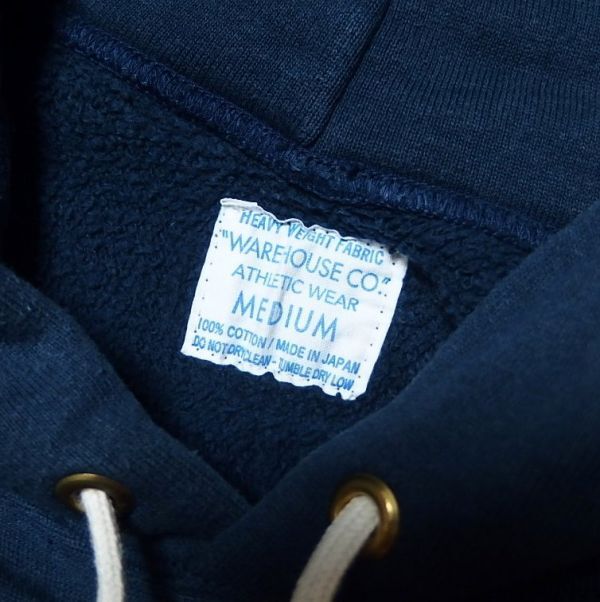 HEAVY WEIGHT FABRIC
"WAREHOUSE CO."
ATHLETIC WEAR
MEDIUM
100% COTTON / MADE IN JAPAN
DO NOT DRYCLEAN - TUMBLE DRY LOW